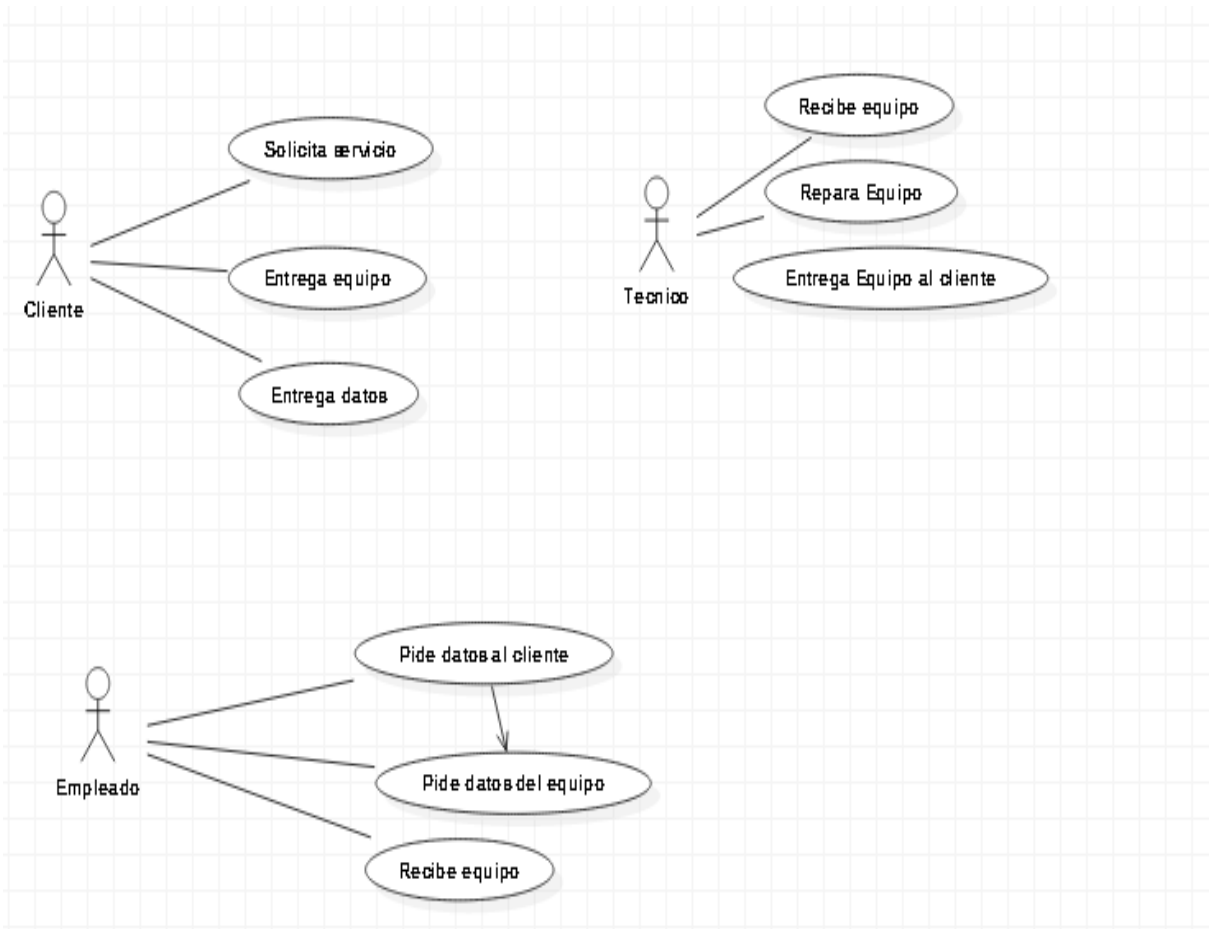 Solicita servicio
Entrega equipo
Cliente
Entrega datos
Recibe equipo
Repara Equipo
Entrega Equipo al cliente
Tecnico
Pide datos al cliente
Empleado
Pide datos del equipo
Recibe equipo